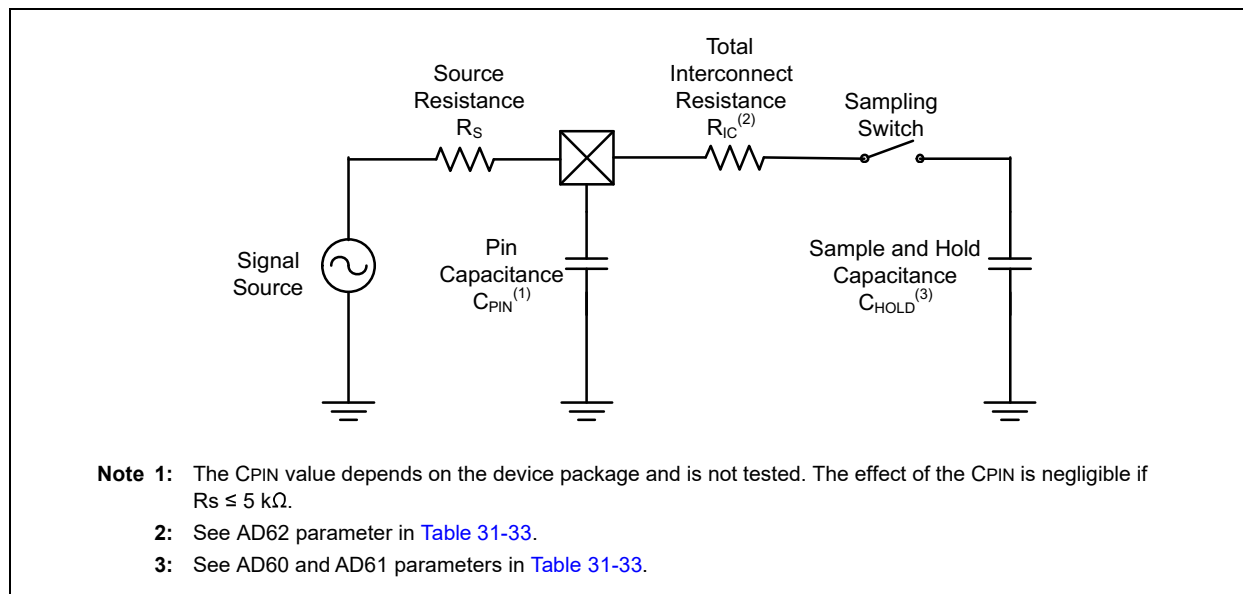 Source
Resistance
RS
Total
Interconnect
Resistance
RIC(2)
Sampling
Switch
Signal
Source
Pin
Capacitance
CPIN(1)
Sample and Hold
Capacitance
CHOLD(3)
Note 1: The CPIN value depends on the device package and is not tested. The effect of the CPIN is negligible if
Rs ≤ 5 kΩ.
2: See AD62 parameter in Table 31-33.
3: See AD60 and AD61 parameters in Table 31-33.